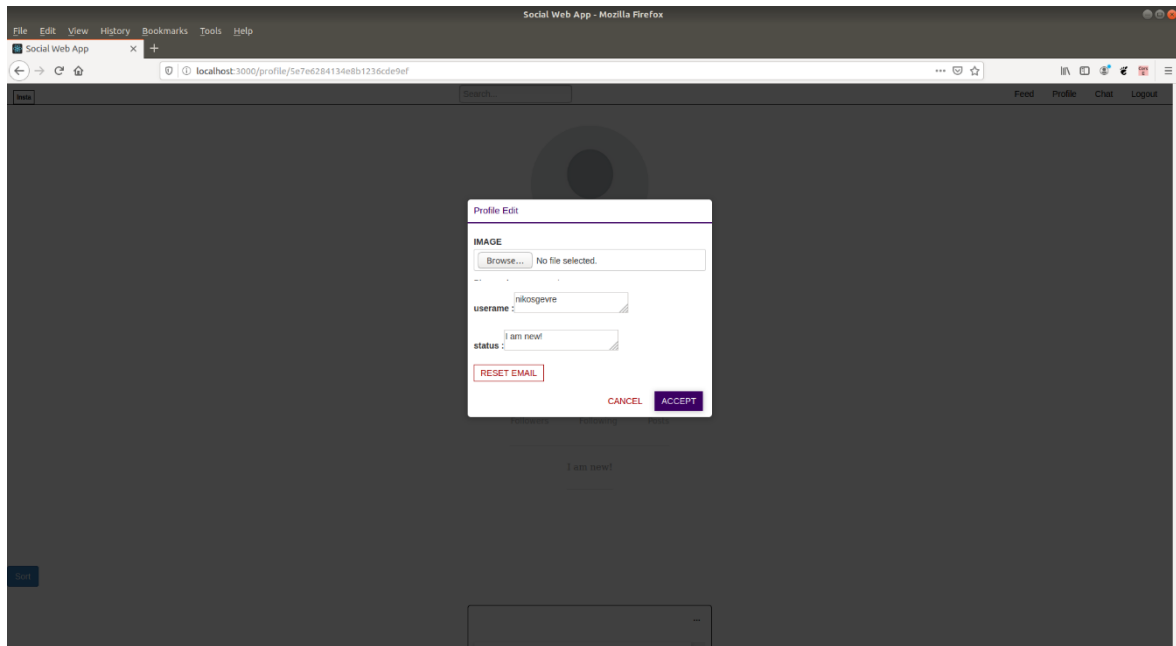 Social Web App - Mozilla Firefox
File Edit View History Bookmarks Tools Help
Social Web App
localhost:3000/profile/5e7e6284134e8b1236cde9ef
Insta Search... Feed Profile Chat Logout
Profile Edit
IMAGE
Browse... No file selected.
userame : nikosgevre
status : I am new!
RESET EMAIL
CANCEL ACCEPT
Followers Following Posts
I am new!
Sort